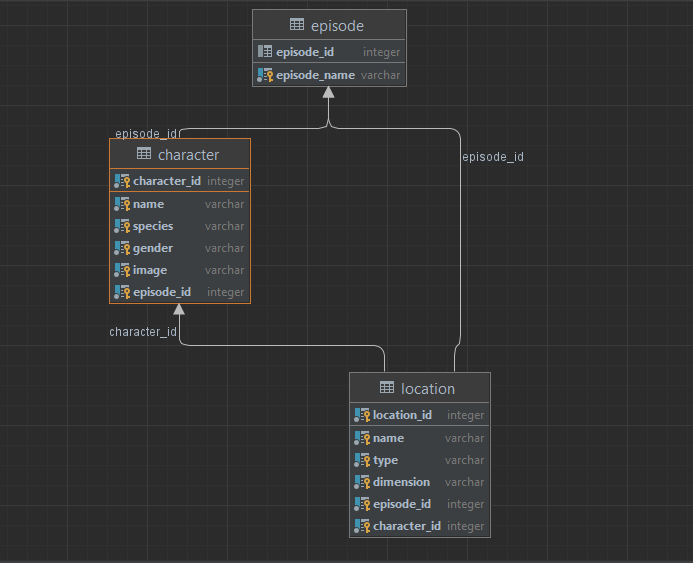 episode
episode_id integer
episode_name varchar
episode_id
episode_id
character
character_id integer
name varchar
species varchar
gender varchar
image varchar
episode_id integer
character_id
location
location_id integer
name varchar
type varchar
dimension varchar
episode_id integer
character_id integer